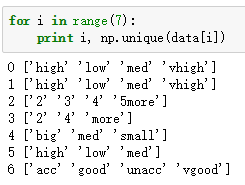 for i in range(7):
    print i, np.unique(data[i])
0 ['high' 'low' 'med' 'vhigh']
1 ['high' 'low' 'med' 'vhigh']
2 ['2' '3' '4' '5more']
3 ['2' '4' 'more']
4 ['big' 'med' 'small']
5 ['high' 'low' 'med']
6 ['acc' 'good' 'unacc' 'vgood']